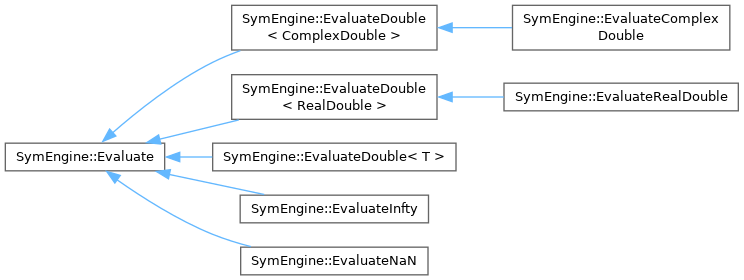 SymEngine::EvaluateDouble
< ComplexDouble >
SymEngine::EvaluateComplex
Double
SymEngine::EvaluateDouble
< RealDouble >
SymEngine::EvaluateRealDouble
SymEngine::Evaluate
SymEngine::EvaluateDouble< T >
SymEngine::EvaluateInfty
SymEngine::EvaluateNaN